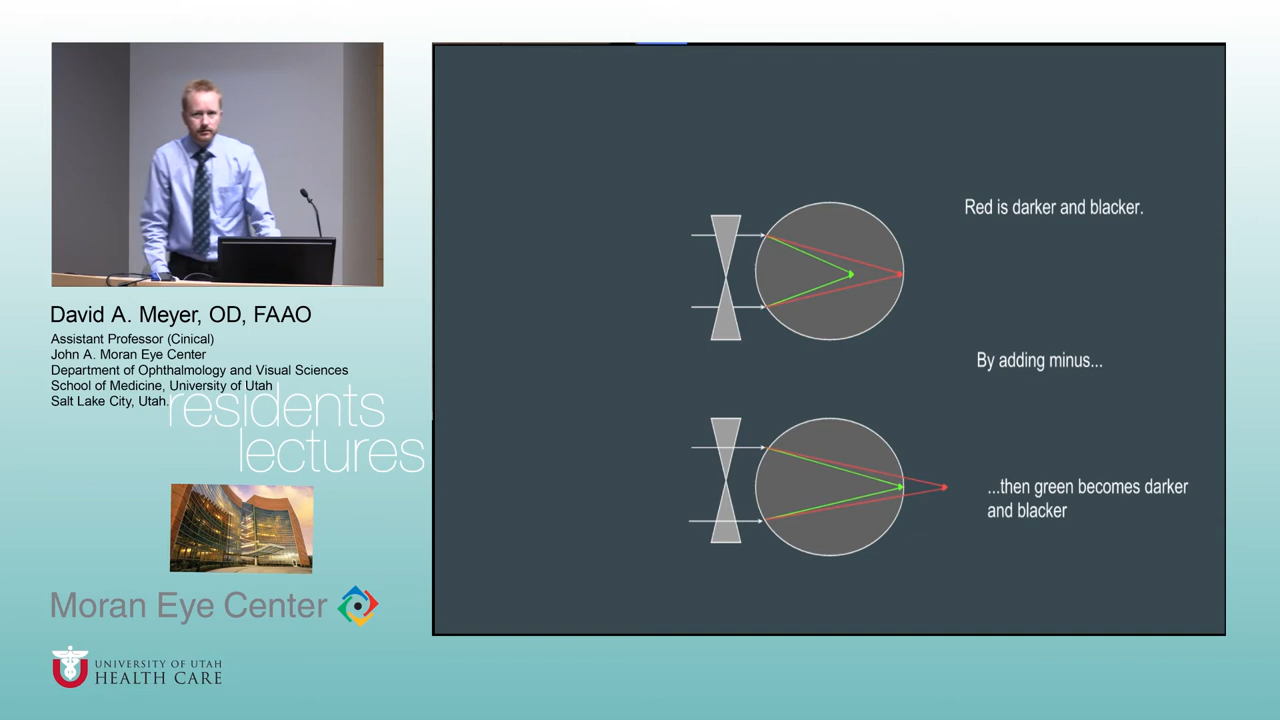 David A. Meyer, OD, FAAO
Assistant Professor (Cinical)
John A. Moran Eye Center
Department of Ophthalmology and Visual Sciences
School of Medicine, University of Utah
Salt Lake City, Utah.
residents
lectures
Moran Eye Center
UNIVERSITY OF UTAH
HEALTH CARE
Red is darker and blacker.
By adding minus...
...then green becomes darker
and blacker